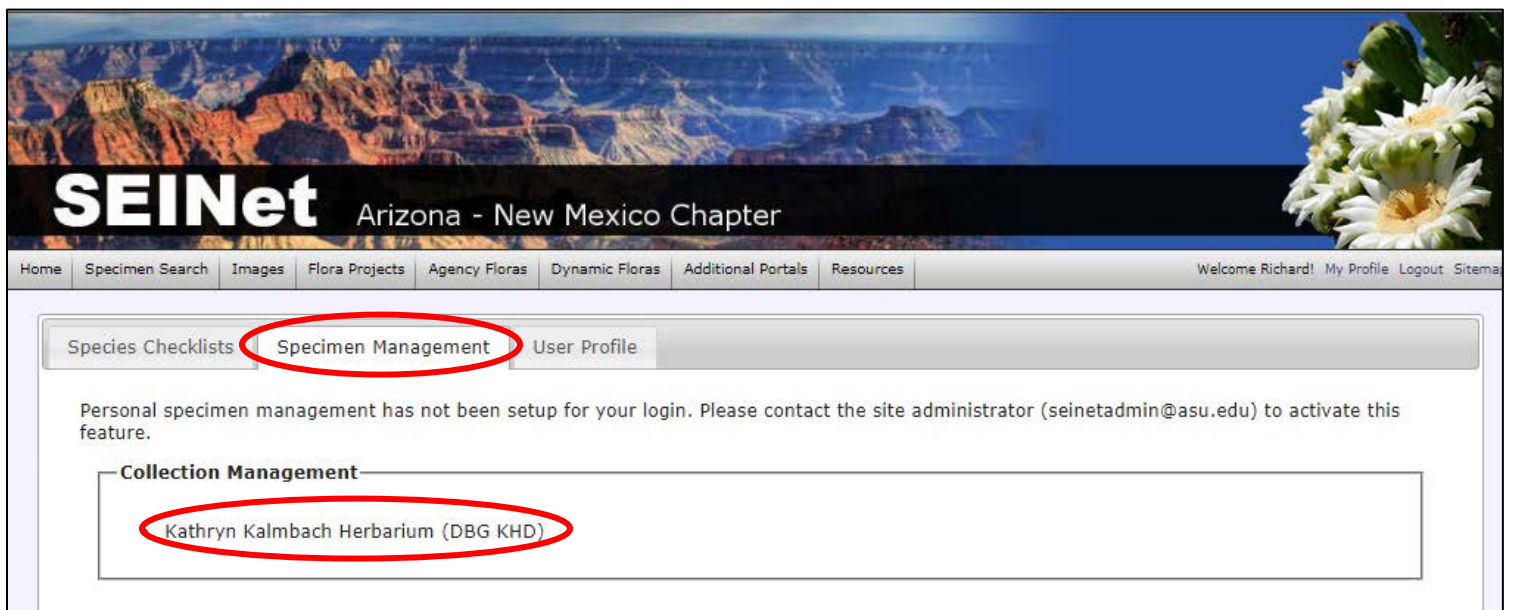 SEINet Arizona - New Mexico Chapter
Home Specimen Search Images Flora Projects Agency Floras Dynamic Floras Additional Portals Resources Welcome Richard! My Profile Logout
Species Checklists Specimen Management User Profile
Personal specimen management has not been setup for your login. Please contact the site administrator (seinetadmin@asu.edu) to activate this
feature.
Collection Management
Kathryn Kalmbach Herbarium (DBG KHD)